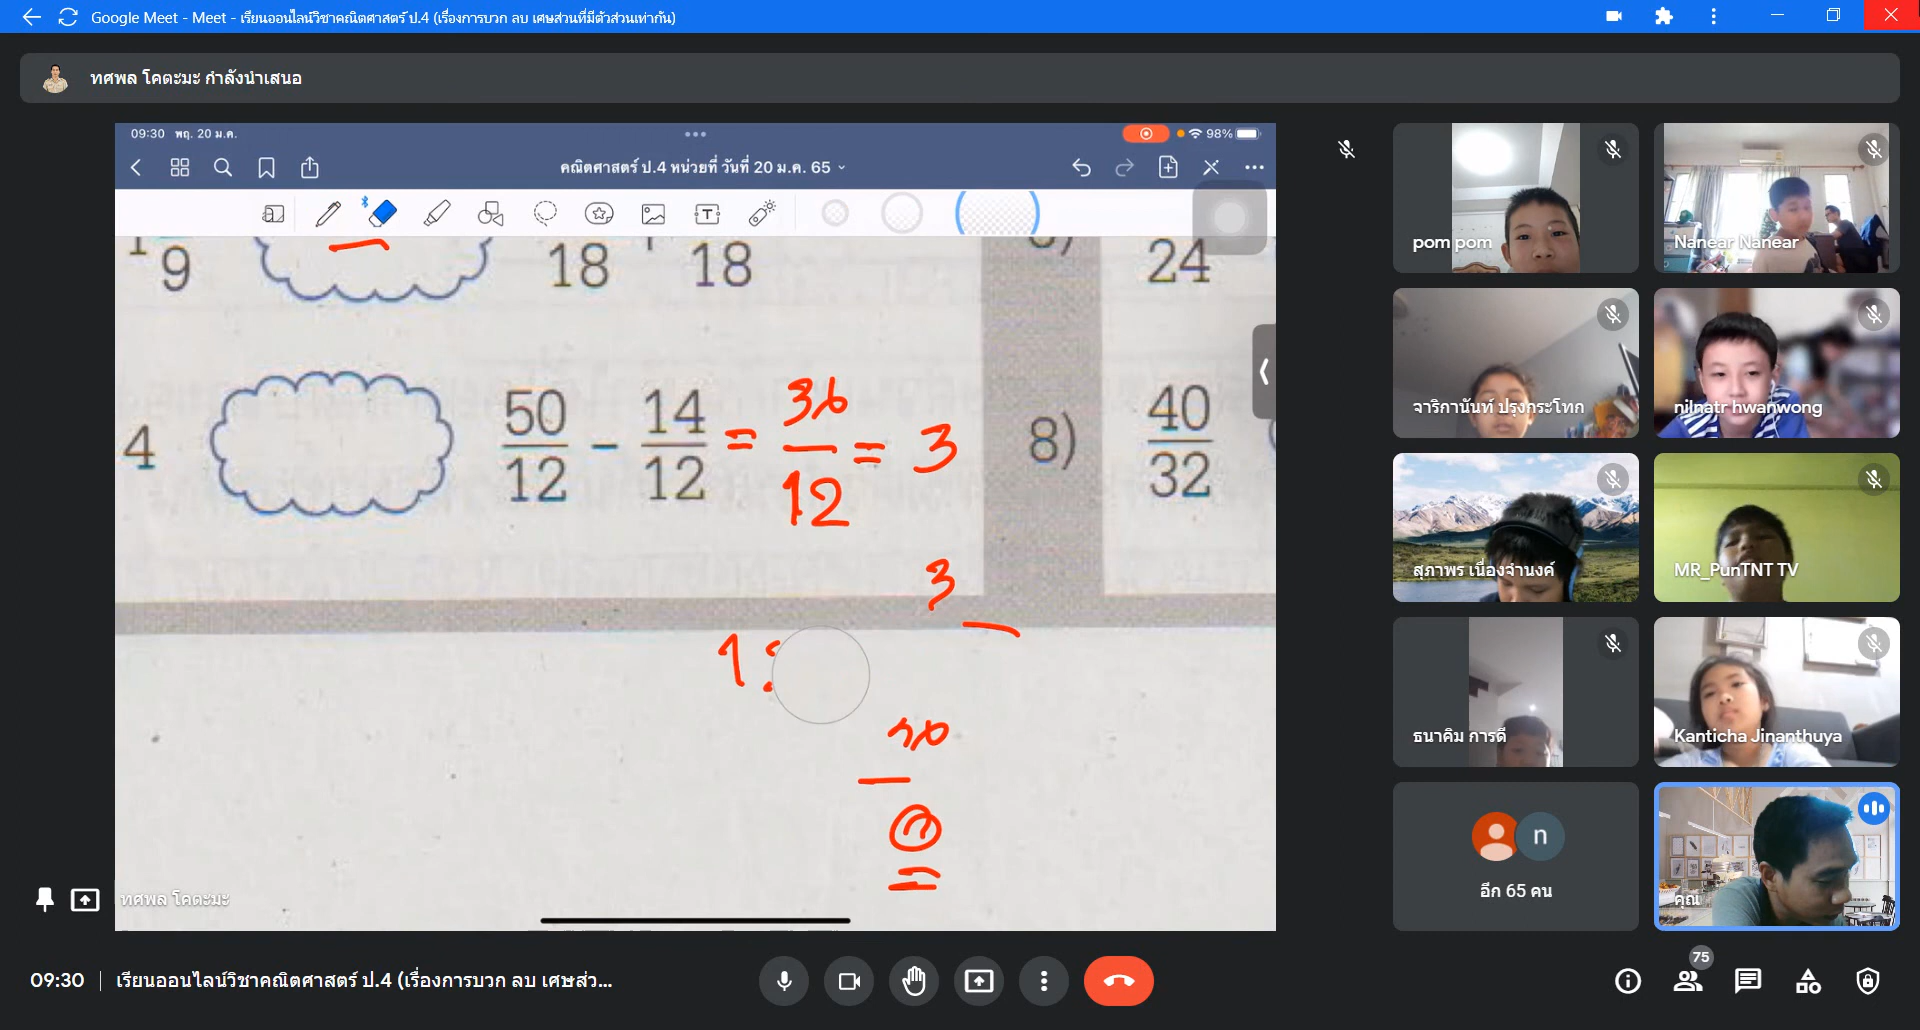 Google Meet - Meet - เรียนออนไลน์วิชาคณิตศาสตร์ ป.4 (เรื่องการบวก ลบ เศษส่วนที่มีตัวส่วนเท่ากัน)
ทศพล โคตะมะ กำลังนำเสนอ
09:30 พฤ. 20 ม.ค.
98%
คณิตศาสตร์ ป.4 หน่วยที่ วันที่ 20 ม.ค. 65
T
9
18
18
24
4
50/12 - 14/12 = 36/12 = 3
8)
40/32
3
1
pom pom
Nanear Nanear
จาริกานันท์ ปรุงกระโทก
nilnatr hwanwong
สุภาพร เนื่องจำนงค์
MR_PunTNT TV
ธนาคิม การดี
Kanticha Jinanthuya
n
อีก 65 คน
คุณ
ทศพล โคตะมะ
09:30 | เรียนออนไลน์วิชาคณิตศาสตร์ ป.4 (เรื่องการบวก ลบ เศษส่ว...
75